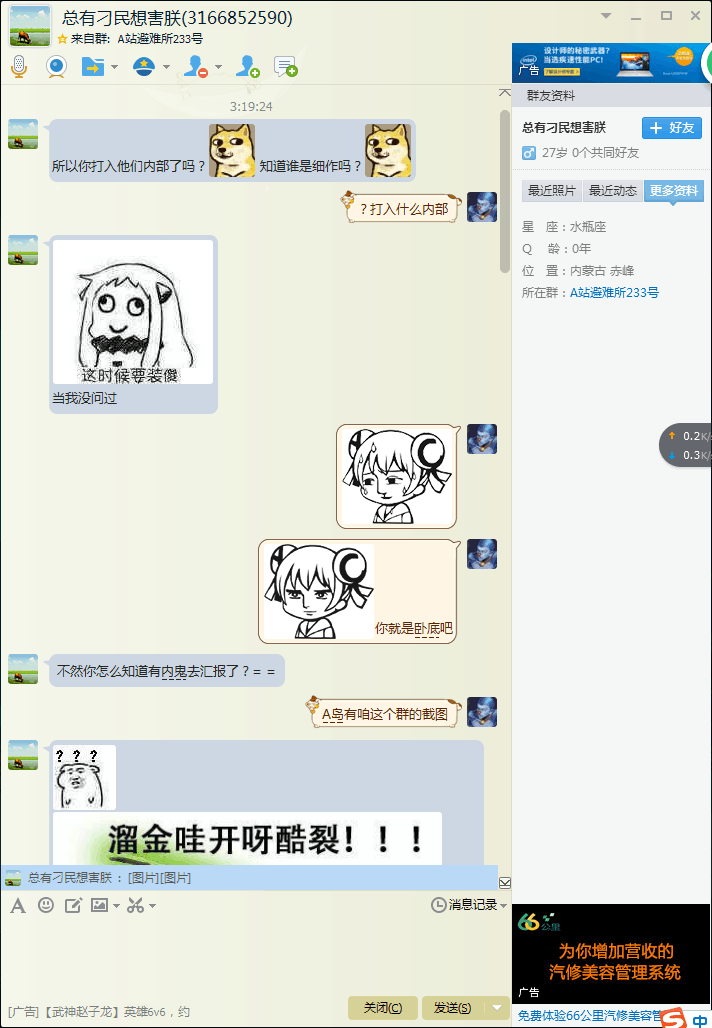 总有刁民想害朕(3166852590)
来自群: A站避难所233号
3:19:24
所以你打入他们内部了吗？ 知道谁是细作吗？
？打入什么内部
这时候要装傻
当我没问过
你就是卧底吧
不然你怎么知道有内鬼去汇报了？= =
A岛有咱这个群的截图
？？？
溜金哇开呀酷裂！！！
总有刁民想害朕：[图片][图片]
消息记录
[广告]【武神赵子龙】英雄6v6，约
关闭(C)
发送(S)
设计师的秘密武器?
当选疾速性能PC!
广告
群友资料
总有刁民想害朕
+ 好友
27岁 0个共同好友
最近照片
最近动态
更多资料
星 座：水瓶座
Q 龄：0年
位 置：内蒙古 赤峰
所在群：A站避难所233号
0.2K/
0.3K/
66公里
为你增加营收的
汽修美容管理系统
广告
免费体验66公里汽修美容管
中